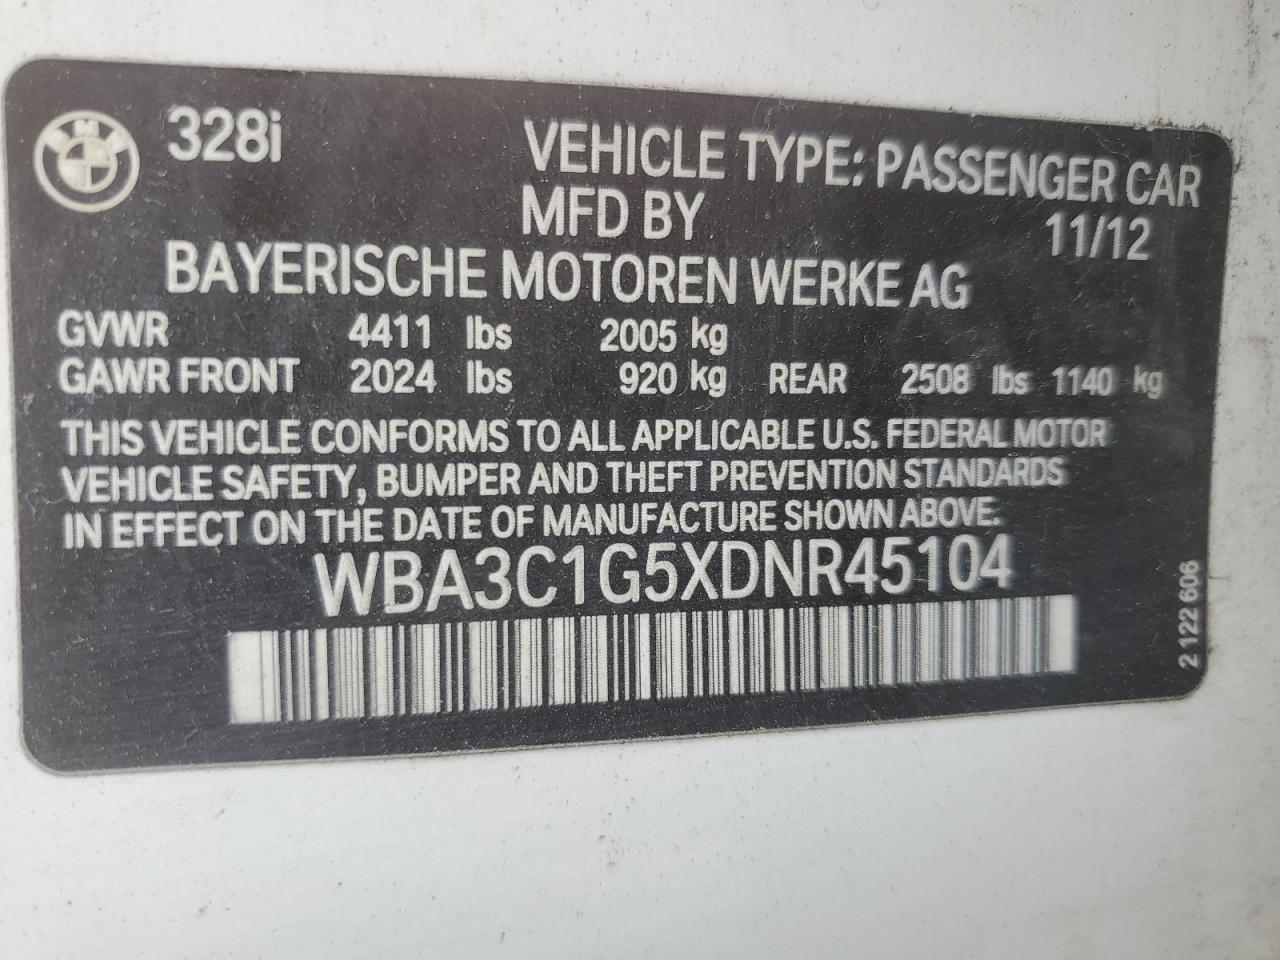 BMW 328i
VEHICLE TYPE: PASSENGER CAR
MFD BY 11/12
BAYERISCHE MOTOREN WERKE AG
GVWR 4411 lbs 2005 kg
GAWR FRONT 2024 lbs 920 kg REAR 2508 lbs 1140 kg
THIS VEHICLE CONFORMS TO ALL APPLICABLE U.S. FEDERAL MOTOR
VEHICLE SAFETY, BUMPER AND THEFT PREVENTION STANDARDS
IN EFFECT ON THE DATE OF MANUFACTURE SHOWN ABOVE.
WBA3C1G5XDNR45104
2 122 606